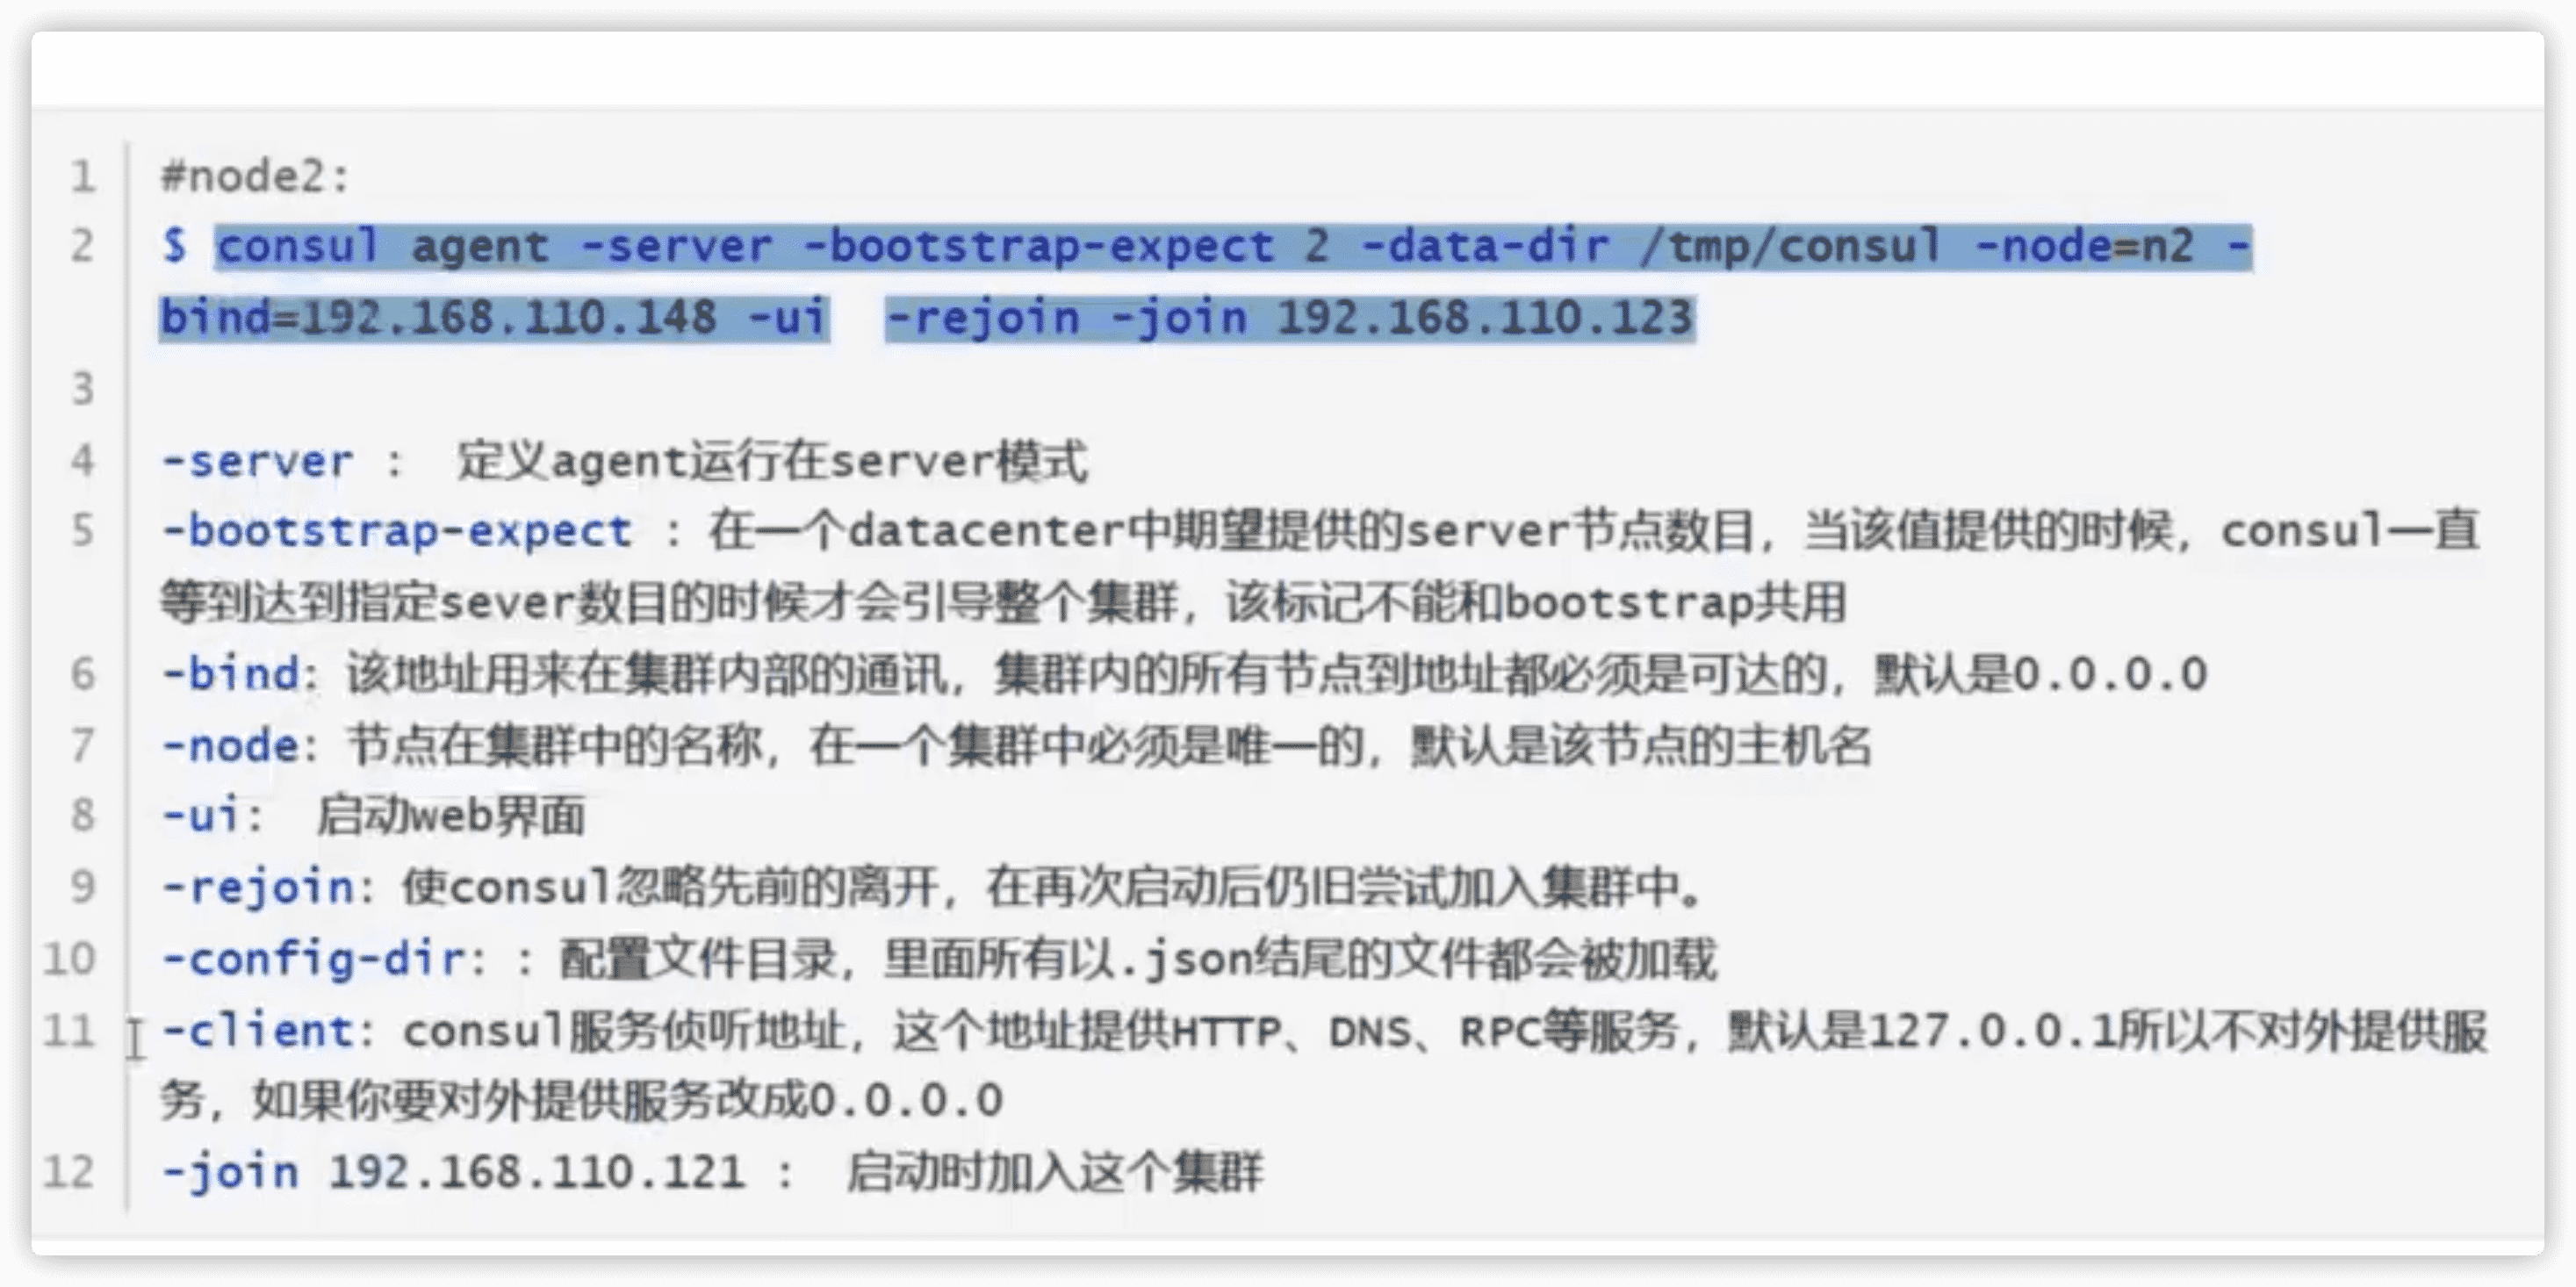 1 #node2:
2 $ consul agent -server -bootstrap-expect 2 -data-dir /tmp/consul -node=n2 -
bind=192.168.110.148 -ui  -rejoin -join 192.168.110.123
3
4 -server : 定义agent运行在server模式
5 -bootstrap-expect :在一个datacenter中期望提供的server节点数目,当该值提供的时候,consul一直
等到达到指定sever数目的时候才会引导整个集群,该标记不能和bootstrap共用
6 -bind:该地址用来在集群内部的通讯,集群内的所有节点到地址都必须是可达的,默认是0.0.0.0
7 -node:节点在集群中的名称,在一个集群中必须是唯一的,默认是该节点的主机名
8 -ui: 启动web界面
9 -rejoin:使consul忽略先前的离开,在再次启动后仍旧尝试加入集群中。
10 -config-dir::配置文件目录,里面所有以.json结尾的文件都会被加载
11 -client:consul服务侦听地址,这个地址提供HTTP、DNS、RPC等服务,默认是127.0.0.1所以不对外提供服
务,如果你要对外提供服务改成0.0.0.0
12 -join 192.168.110.121 : 启动时加入这个集群